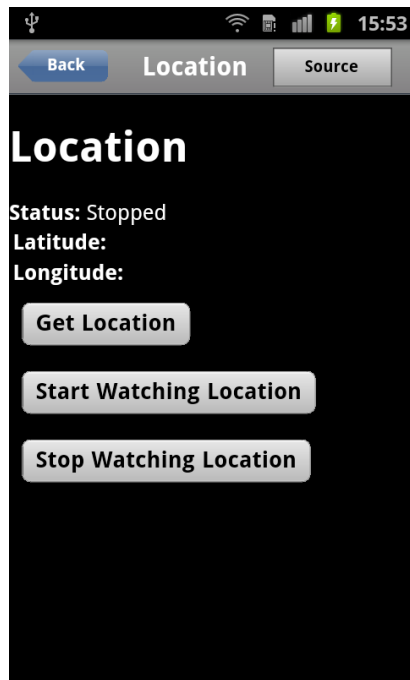 15:53
Back Location Source
Location
Status: Stopped
Latitude:
Longitude:
Get Location
Start Watching Location
Stop Watching Location